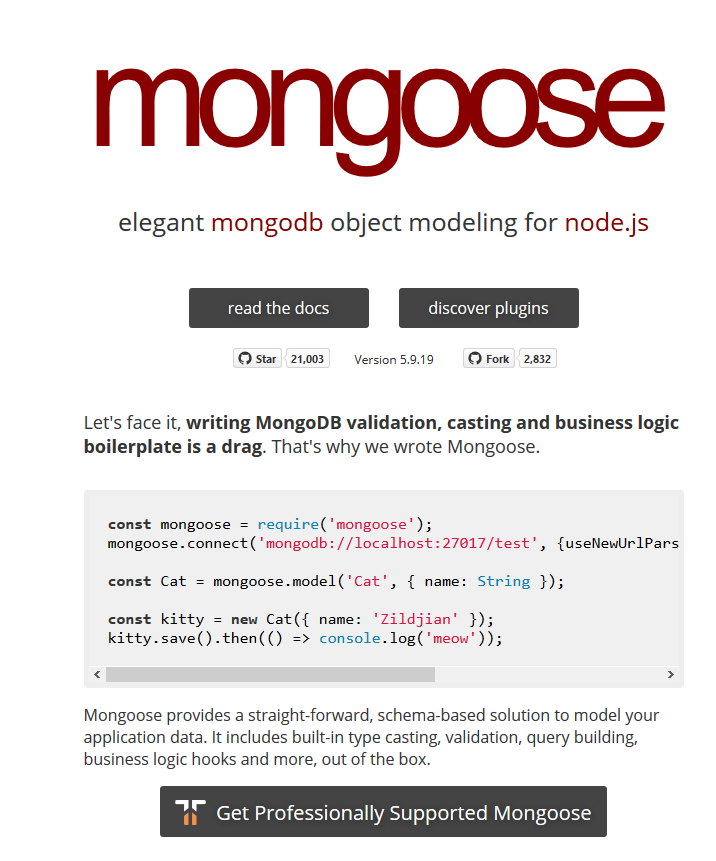 mongoose
elegant mongodb object modeling for node.js
read the docs
discover plugins
Star 21,003 Version 5.9.19 Fork 2,832
Let's face it, writing MongoDB validation, casting and business logic
boilerplate is a drag. That's why we wrote Mongoose.
const mongoose = require('mongoose');
mongoose.connect('mongodb://localhost:27017/test', {useNewUrlPars
const Cat = mongoose.model('Cat', { name: String });
const kitty = new Cat({ name: 'Zildjian' });
kitty.save().then(() => console.log('meow'));
Mongoose provides a straight-forward, schema-based solution to model your
application data. It includes built-in type casting, validation, query building,
business logic hooks and more, out of the box.
Get Professionally Supported Mongoose